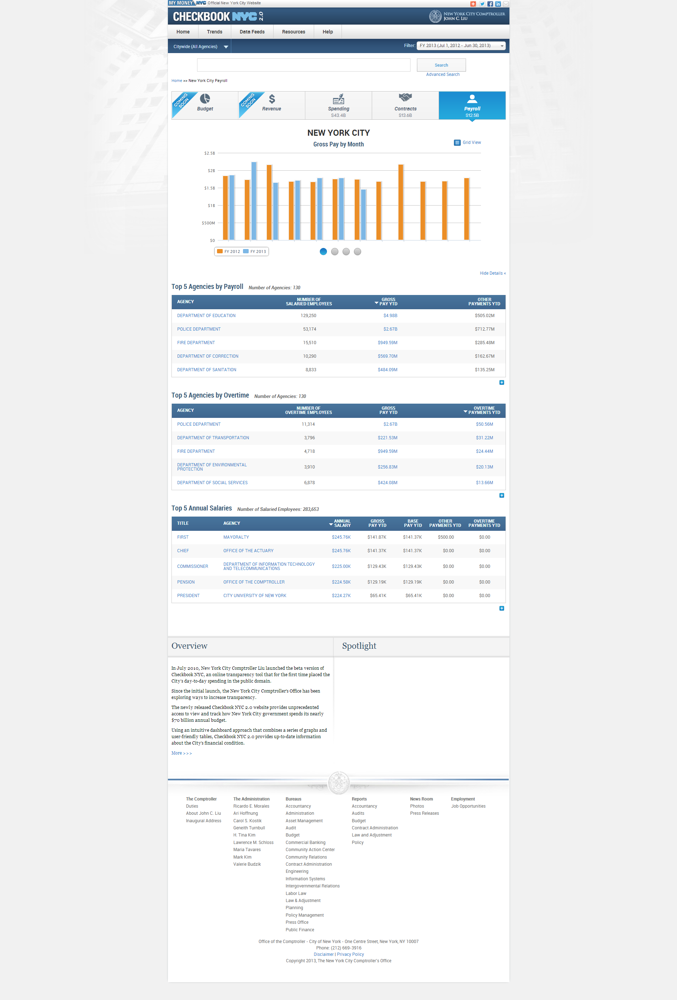 MY MONEY NYC Official New York City Website
CHECKBOOK NYC 2.0
NEW YORK CITY COMPTROLLER
JOHN C. LIU
Home Trends Data Feeds Resources Help
Citywide (All Agencies) Filter: FY 2013 (Jul 1, 2012 - Jun 30, 2013)
Search
Advanced Search
Home >> New York City Payroll
COMING SOON Budget
COMING SOON Revenue
Spending
$43.4B
Contracts
$13.6B
Payroll
$12.5B
NEW YORK CITY
Gross Pay by Month
Grid View
$2.5B
$2B
$1.5B
$1B
$500M
$0
FY 2012 FY 2013
Hide Details «
Top 5 Agencies by Payroll Number of Agencies: 130
AGENCY NUMBER OF SALARIED EMPLOYEES GROSS PAY YTD OTHER PAYMENTS YTD
DEPARTMENT OF EDUCATION 129,250 $4.98B $505.02M
POLICE DEPARTMENT 53,174 $2.67B $712.77M
FIRE DEPARTMENT 15,510 $949.59M $285.48M
DEPARTMENT OF CORRECTION 10,290 $569.70M $162.67M
DEPARTMENT OF SANITATION 8,833 $484.09M $135.25M
Top 5 Agencies by Overtime Number of Agencies: 130
AGENCY NUMBER OF OVERTIME EMPLOYEES GROSS PAY YTD OVERTIME PAYMENTS YTD
POLICE DEPARTMENT 11,314 $2.67B $50.56M
DEPARTMENT OF TRANSPORTATION 3,796 $221.53M $31.22M
FIRE DEPARTMENT 4,718 $949.59M $24.44M
DEPARTMENT OF ENVIRONMENTAL PROTECTION 3,910 $256.83M $20.13M
DEPARTMENT OF SOCIAL SERVICES 6,878 $424.08M $13.66M
Top 5 Annual Salaries Number of Salaried Employees: 283,653
TITLE AGENCY ANNUAL SALARY GROSS PAY YTD BASE PAY YTD OTHER PAYMENTS YTD OVERTIME PAYMENTS YTD
FIRST MAYORALTY $245.76K $141.87K $141.37K $500.00 $0.00
CHIEF OFFICE OF THE ACTUARY $245.76K $141.37K $141.37K $0.00 $0.00
COMMISSIONER DEPARTMENT OF INFORMATION TECHNOLOGY AND TELECOMMUNICATIONS $225.00K $129.43K $129.43K $0.00 $0.00
PENSION OFFICE OF THE COMPTROLLER $224.58K $129.19K $129.19K $0.00 $0.00
PRESIDENT CITY UNIVERSITY OF NEW YORK $224.27K $65.41K $65.41K $0.00 $0.00
Overview Spotlight
In July 2010, New York City Comptroller Liu launched the beta version of
Checkbook NYC, an online transparency tool that for the first time placed the
City's day-to-day spending in the public domain.
Since the initial launch, the New York City Comptroller's Office has been
exploring ways to increase transparency.
The newly released Checkbook NYC 2.0 website provides unprecedented
access to view and track how New York City government spends its nearly
$70 billion annual budget.
Using an intuitive dashboard approach that combines a series of graphs and
user-friendly tables, Checkbook NYC 2.0 provides up-to-date information
about the City's financial condition.
More >>>
The Comptroller
Duties
About John C. Liu
Inaugural Address
The Administration
Ricardo E. Morales
Ari Hoffnung
Carol S. Kostik
Geneith Turnbull
H. Tina Kim
Lawrence M. Schloss
Maria Tavares
Mark Kim
Valerie Budzik
Bureaus
Accountancy
Administration
Asset Management
Audit
Budget
Commercial Banking
Community Action Center
Community Relations
Contract Administration
Engineering
Information Systems
Intergovernmental Relations
Labor Law
Law & Adjustment
Planning
Policy Management
Press Office
Public Finance
Reports
Accountancy
Audits
Budget
Contract Administration
Law and Adjustment
Policy
News Room
Photos
Press Releases
Employment
Job Opportunities
Office of the Comptroller - City of New York - One Centre Street, New York, NY 10007
Phone: (212) 669-3916
Disclaimer | Privacy Policy
Copyright 2013, The New York City Comptroller's Office